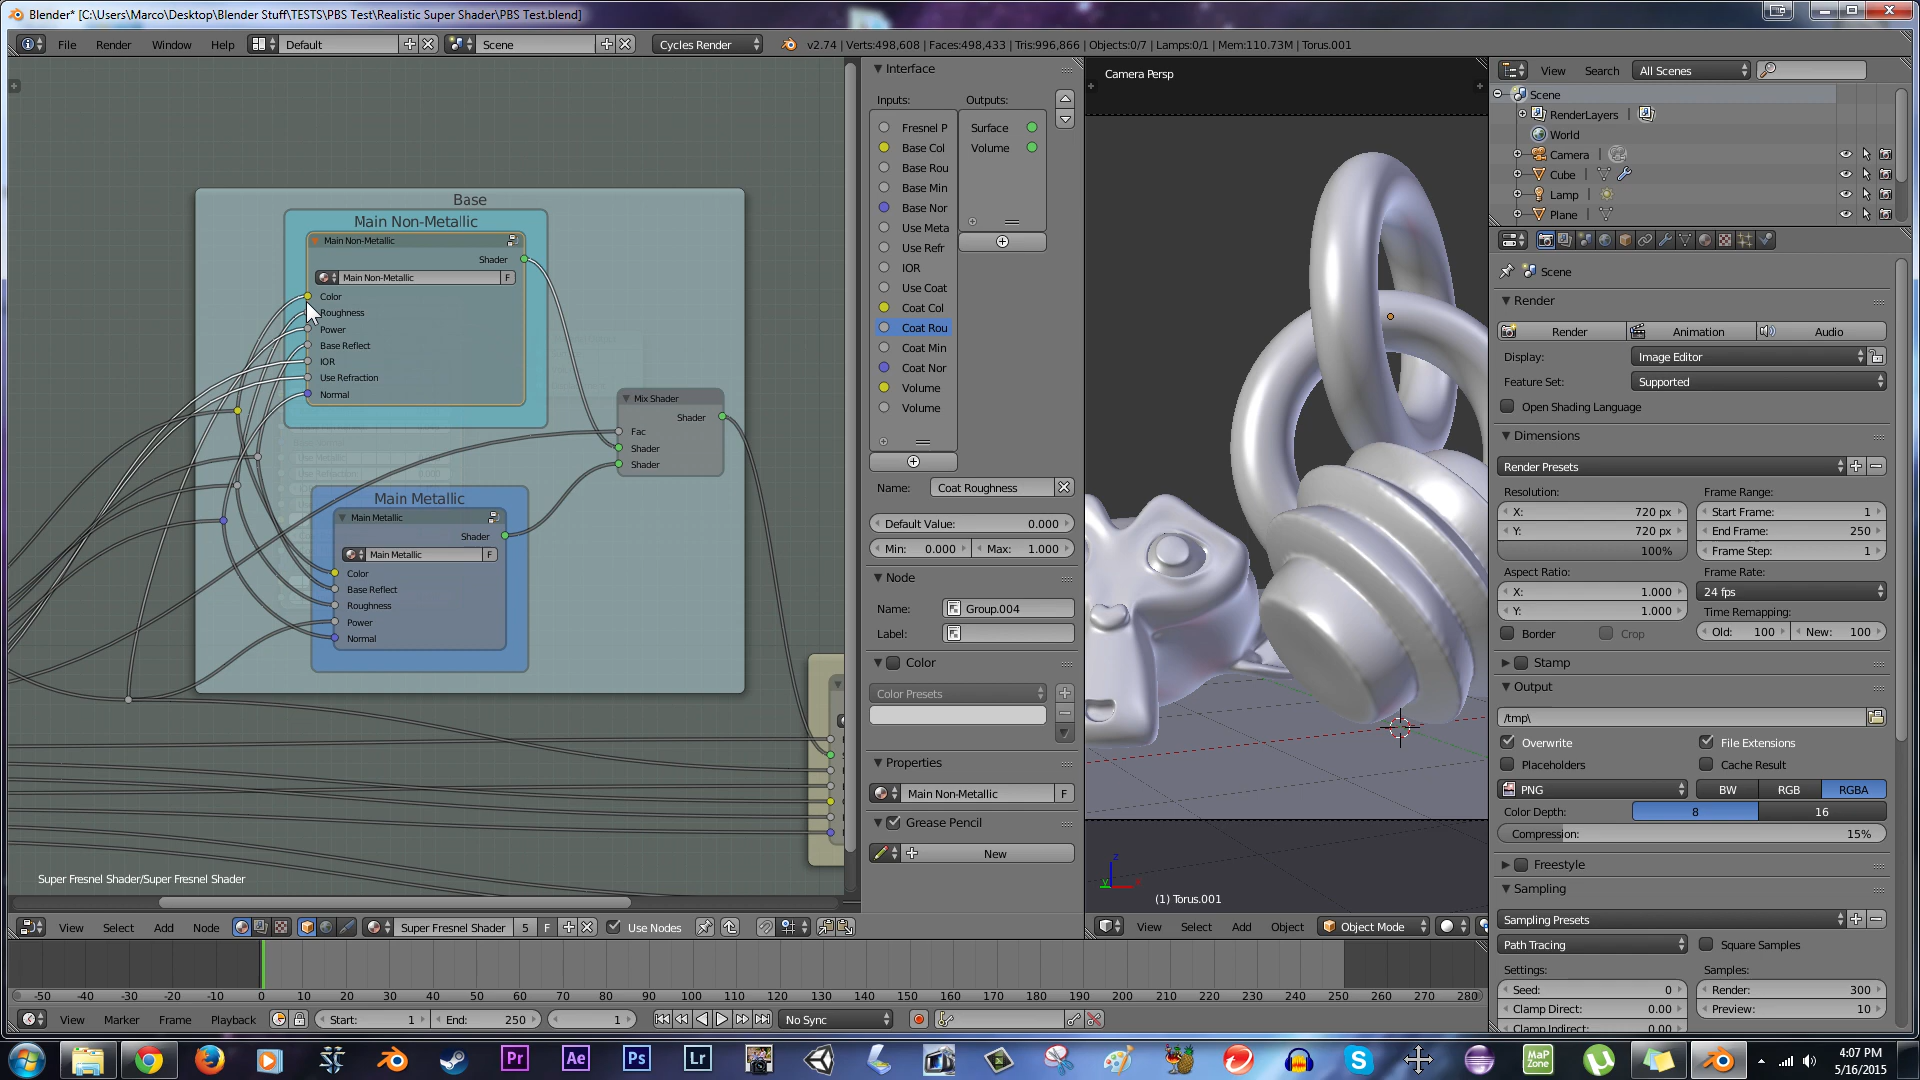 Blender* [C:\Users\Marco\Desktop\Blender Stuff\TESTS\PBS Test\Realistic Super Shader\PBS Test.blend]
File Render Window Help Default Scene Cycles Render v2.74 | Verts:498,608 | Faces:498,433 | Tris:996,866 | Objects:0/7 | Lamps:0/1 | Mem:110.73M | Torus.001
Base
Main Non-Metallic
Main Non-Metallic
Shader
Main Non-Metallic F
Color
Roughness
Power
Base Reflect
IOR
Use Refraction
Normal
Mix Shader
Shader
Fac
Shader
Shader
Main Metallic
Main Metallic
Shader
Main Metallic F
Color
Base Reflect
Roughness
Power
Normal
Super Fresnel Shader/Super Fresnel Shader
View Select Add Node Super Fresnel Shader 5 F Use Nodes
Interface
Inputs: Outputs:
Fresnel P Surface
Base Col Volume
Base Rou
Base Min
Base Nor
Use Meta
Use Refr
IOR
Use Coat
Coat Col
Coat Rou
Coat Min
Coat Nor
Volume
Volume
Name: Coat Roughness
Default Value: 0.000
Min: 0.000 Max: 1.000
Node
Name: Group.004
Label:
Color
Color Presets
Properties
Main Non-Metallic F
Grease Pencil
New
Camera Persp
z
y
(1) Torus.001
View Select Add Object Object Mode
View Search All Scenes
Scene
RenderLayers |
World
Camera |
Cube |
Lamp |
Plane |
Scene
Render
Render Animation Audio
Display: Image Editor
Feature Set: Supported
Open Shading Language
Dimensions
Render Presets
Resolution: Frame Range:
X: 720 px Start Frame: 1
Y: 720 px End Frame: 250
100% Frame Step: 1
Aspect Ratio: Frame Rate:
X: 1.000 24 fps
Y: 1.000 Time Remapping:
Border Crop Old: 100 New: 100
Stamp
Output
/tmp\
Overwrite File Extensions
Placeholders Cache Result
PNG BW RGB RGBA
Color Depth: 8 16
Compression: 15%
Freestyle
Sampling
Sampling Presets
Path Tracing Square Samples
Settings: Samples:
Seed: 0 Render: 300
Clamp Direct: 0.00 Preview: 10
Clamp Indirect: 0.00
-50 -40 -30 -20 -10 0 10 20 30 40 50 60 70 80 90 100 110 120 130 140 150 160 170 180 190 200 210 220 230 240 250 260 270 280
View Marker Frame Playback Start: 1 End: 250 1 No Sync
Pr Ae Ps Lr MaP Zone
4:07 PM
5/16/2015